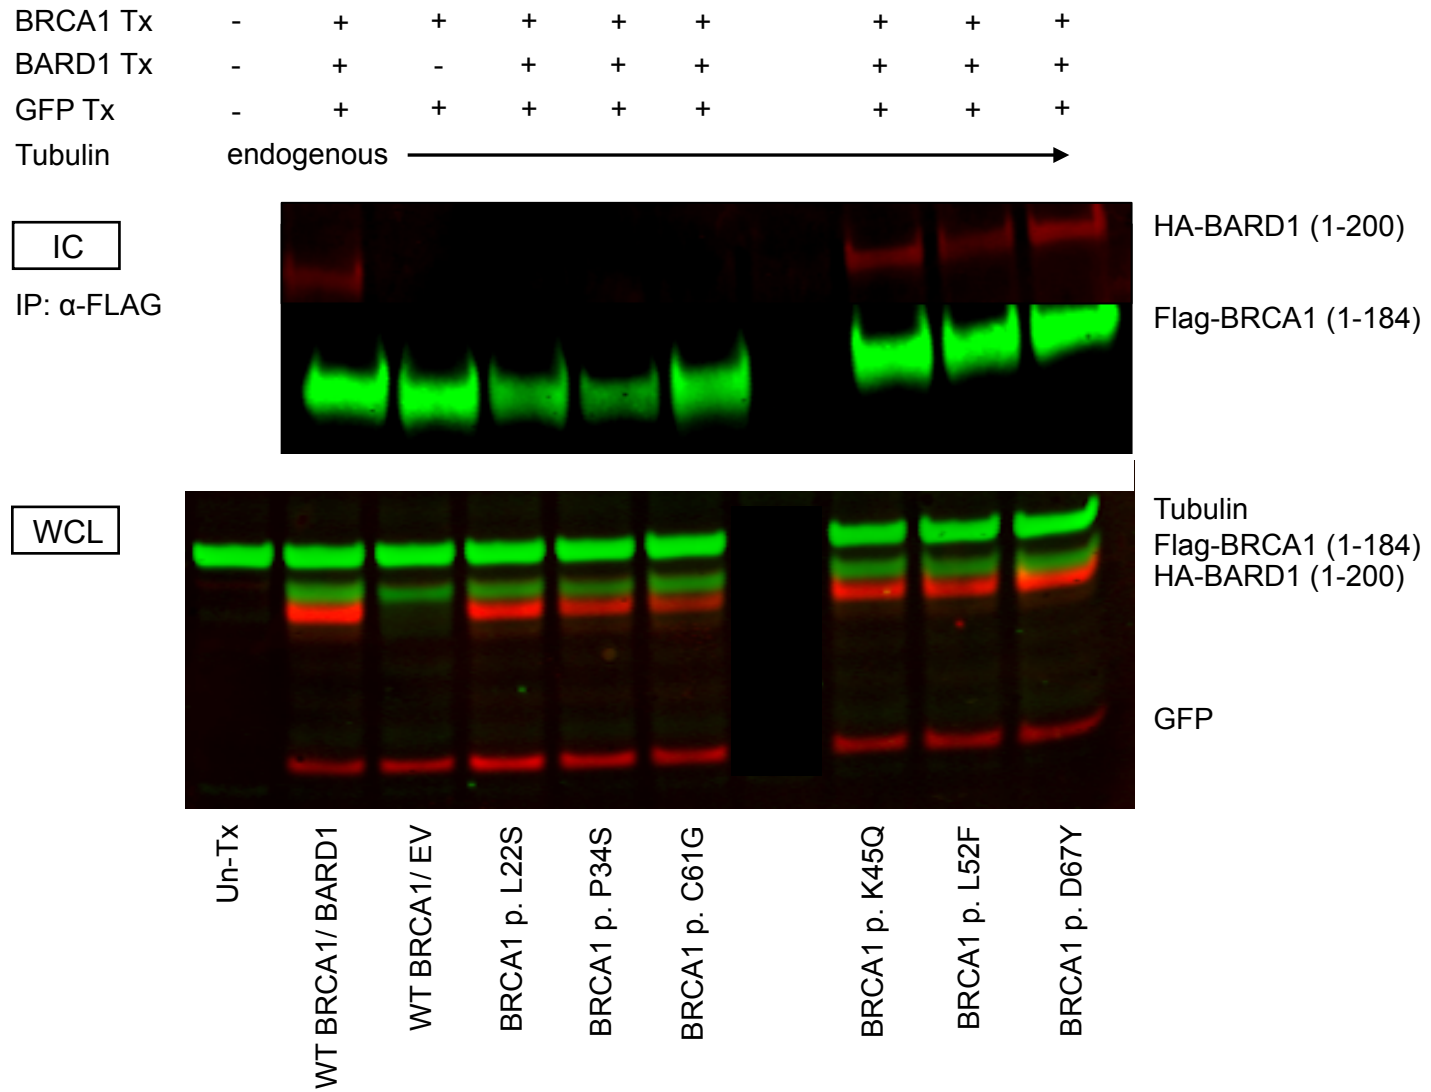 BRCA1 Tx - + + + + + + + +
BARD1 Tx - + - + + + + + +
GFP Tx - + + + + + + + +
Tubulin endogenous
HA-BARD1 (1-200)
IC
IP: α-FLAG
Flag-BRCA1 (1-184)
WCL
Tubulin
Flag-BRCA1 (1-184)
HA-BARD1 (1-200)
GFP
Un-Tx
WT BRCA1/ BARD1
WT BRCA1/ EV
BRCA1 p. L22S
BRCA1 p. P34S
BRCA1 p. C61G
BRCA1 p. K45Q
BRCA1 p. L52F
BRCA1 p. D67Y